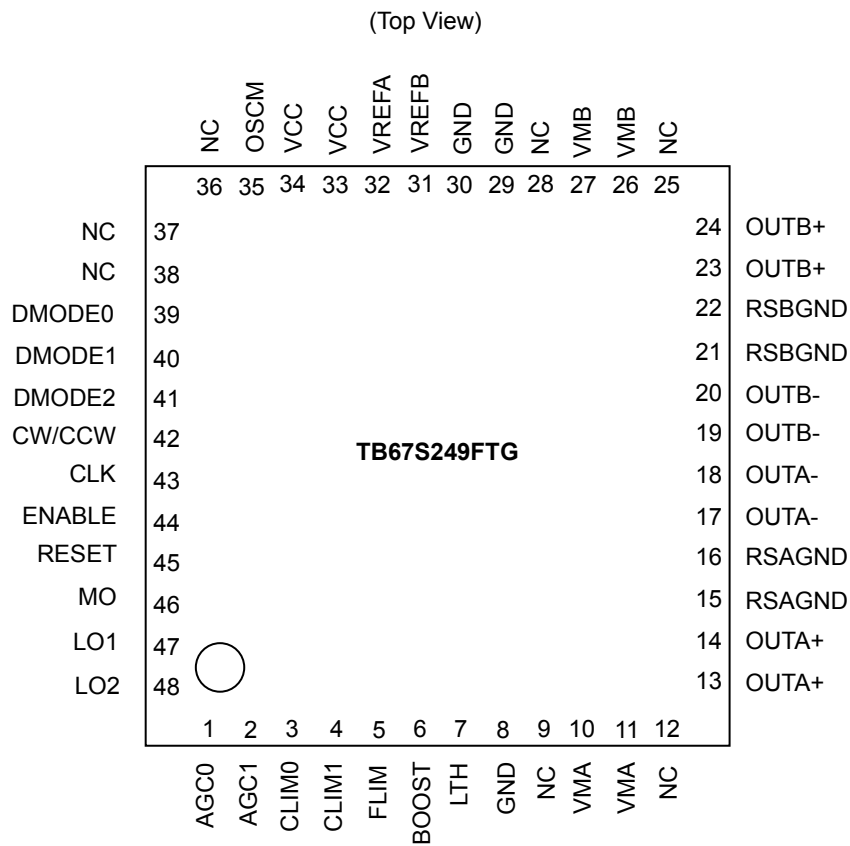 (Top View)
NC OSCM VCC VCC VREFA VREFB GND GND NC VMB VMB NC
36 35 34 33 32 31 30 29 28 27 26 25
NC 37
NC 38
DMODE0 39
DMODE1 40
DMODE2 41
CW/CCW 42
CLK 43
ENABLE 44
RESET 45
MO 46
LO1 47
LO2 48
TB67S249FTG
24 OUTB+
23 OUTB+
22 RSBGND
21 RSBGND
20 OUTB-
19 OUTB-
18 OUTA-
17 OUTA-
16 RSAGND
15 RSAGND
14 OUTA+
13 OUTA+
1 2 3 4 5 6 7 8 9 10 11 12
AGC0 AGC1 CLIM0 CLIM1 FLIM BOOST LTH GND NC VMA VMA NC